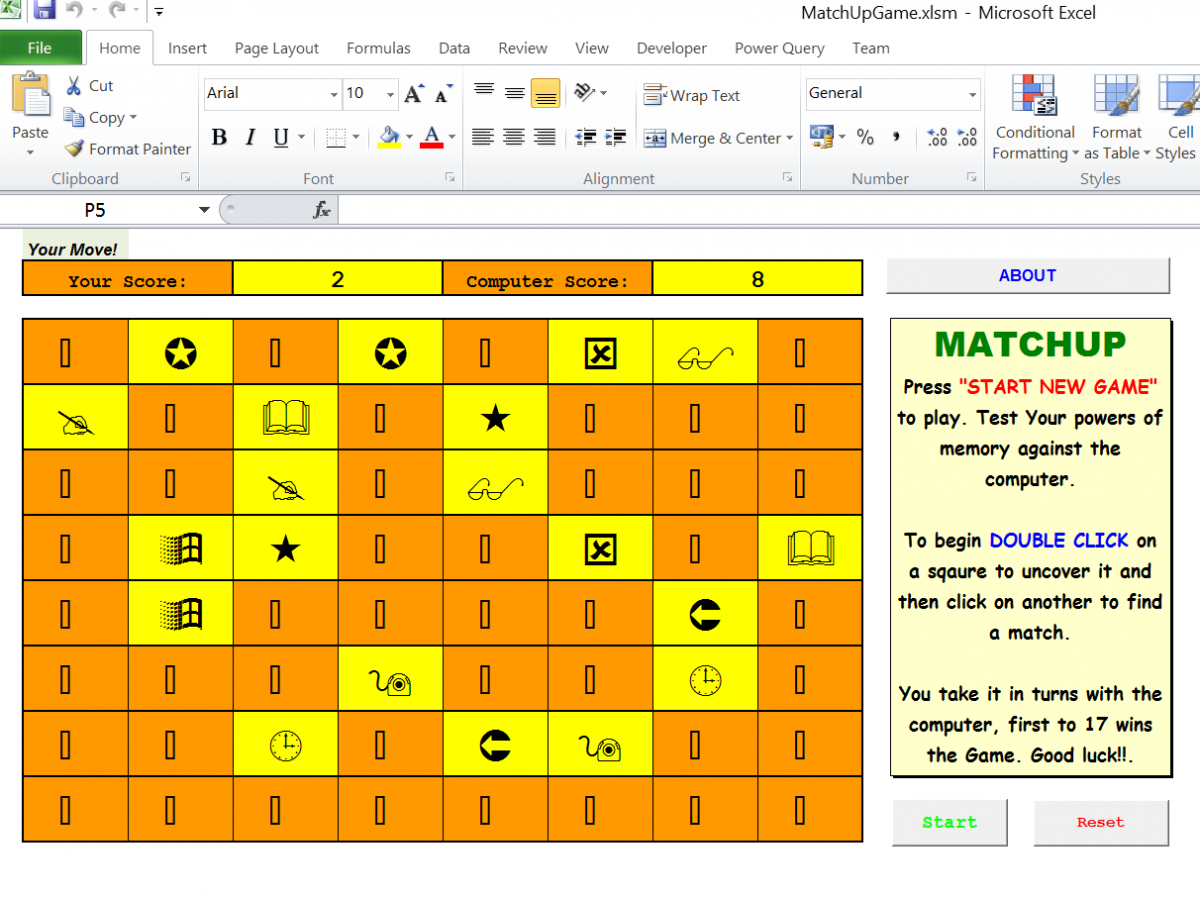 MatchUpGame.xlsm - Microsoft Excel
File Home Insert Page Layout Formulas Data Review View Developer Power Query Team
Paste
Cut
Copy
Format Painter
Clipboard
Arial 10
B I U A
Font
Wrap Text
Merge & Center
Alignment
General
% , .0 .00 .00 .0
Number
Conditional Formatting
Format as Table
Cell Styles
Styles
P5 fx
Your Move!
Your Score: 2 Computer Score: 8
ABOUT
MATCHUP
Press "START NEW GAME"
to play. Test Your powers of
memory against the
computer.
To begin DOUBLE CLICK on
a sqaure to uncover it and
then click on another to find
a match.
You take it in turns with the
computer, first to 17 wins
the Game. Good luck!!.
Start Reset